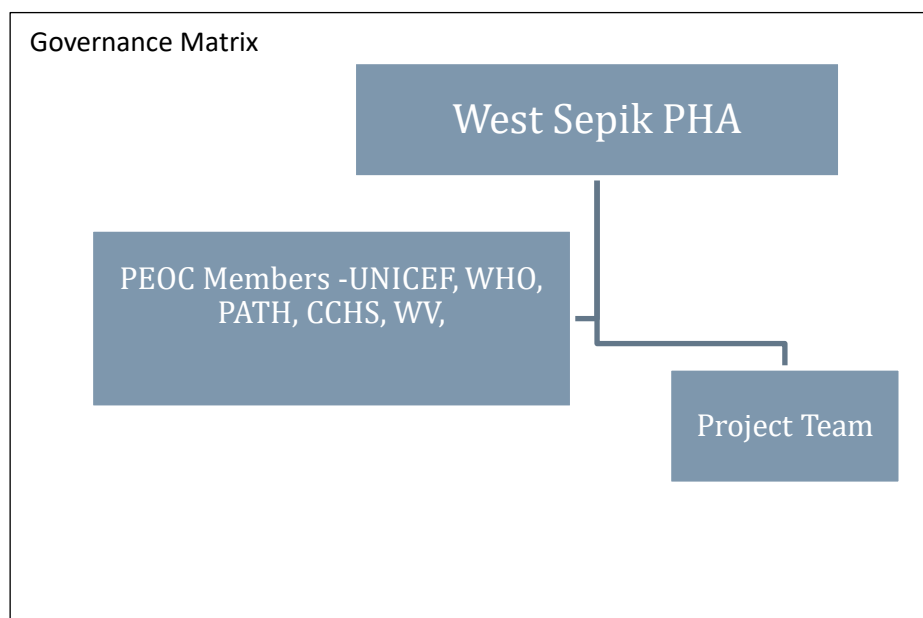 Governance Matrix
West Sepik PHA
PEOC Members -UNICEF, WHO,
PATH, CCHS, WV,
Project Team